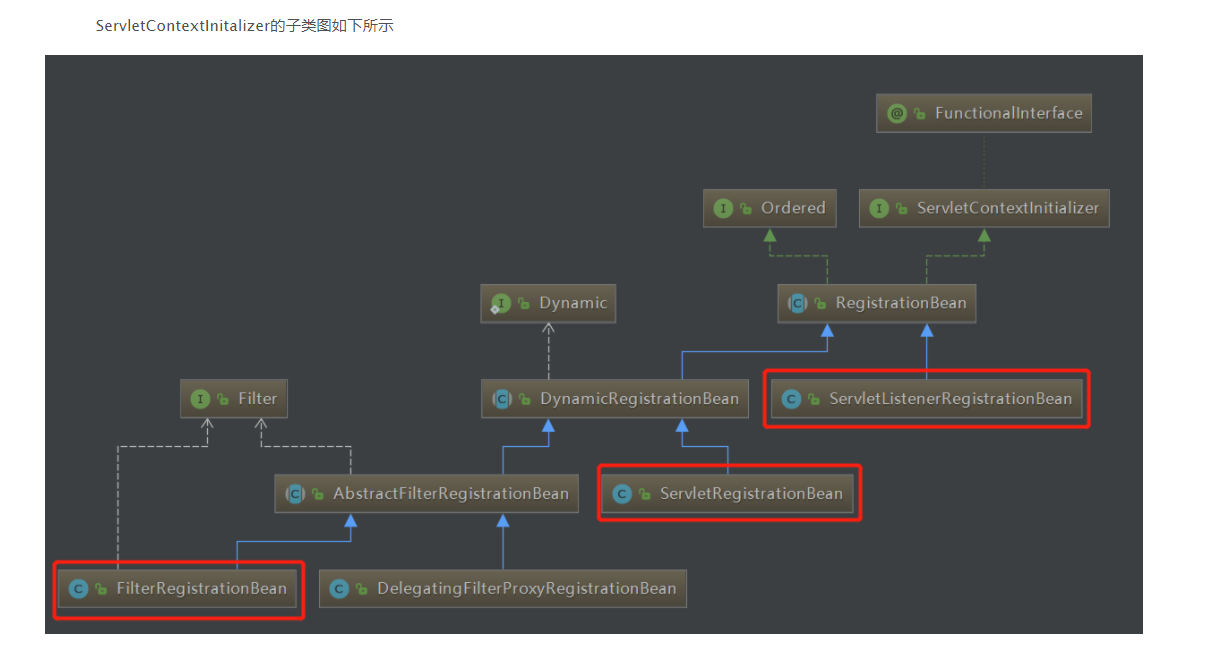 ServletContextInitalizer的子类图如下所示
FunctionalInterface
Ordered
ServletContextInitializer
Dynamic
RegistrationBean
Filter
DynamicRegistrationBean
ServletListenerRegistrationBean
AbstractFilterRegistrationBean
ServletRegistrationBean
FilterRegistrationBean
DelegatingFilterProxyRegistrationBean